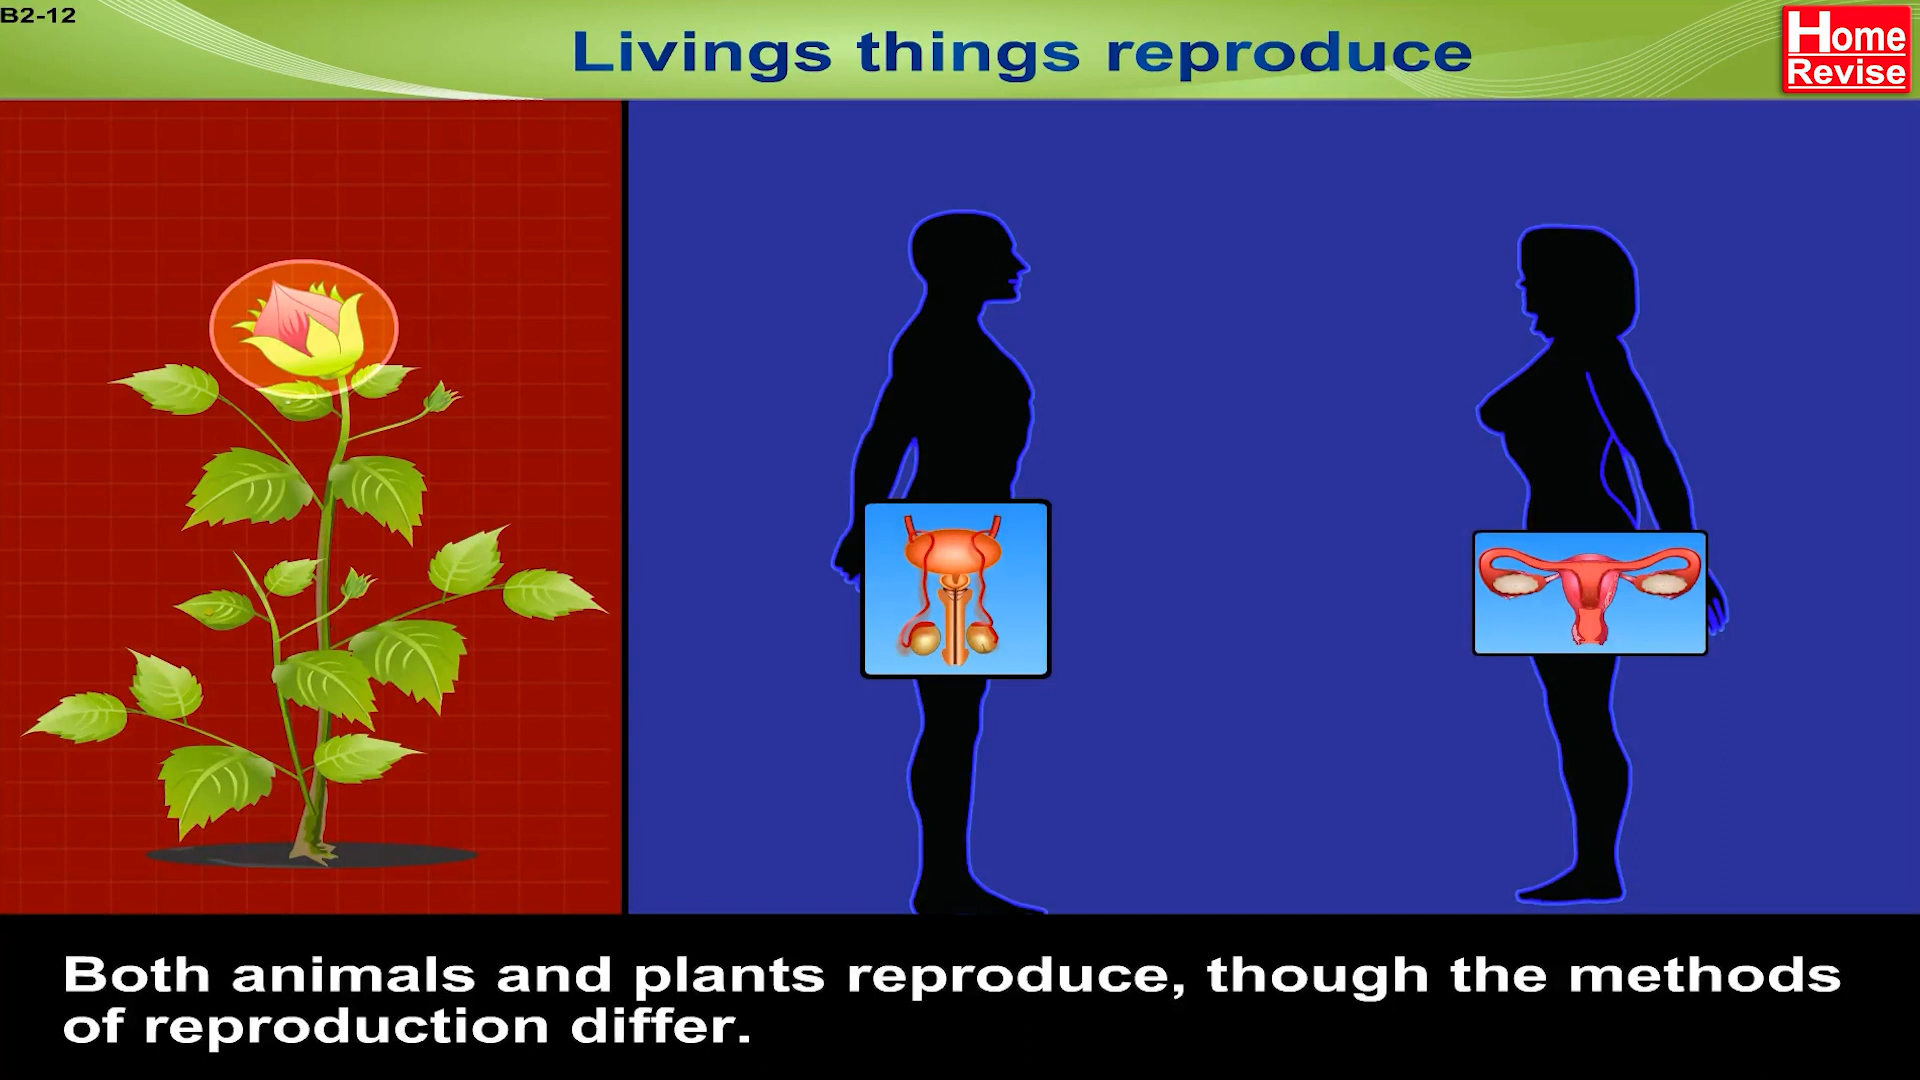 B2-12
Livings things reproduce
Home
Revise
Both animals and plants reproduce, though the methods
of reproduction differ.